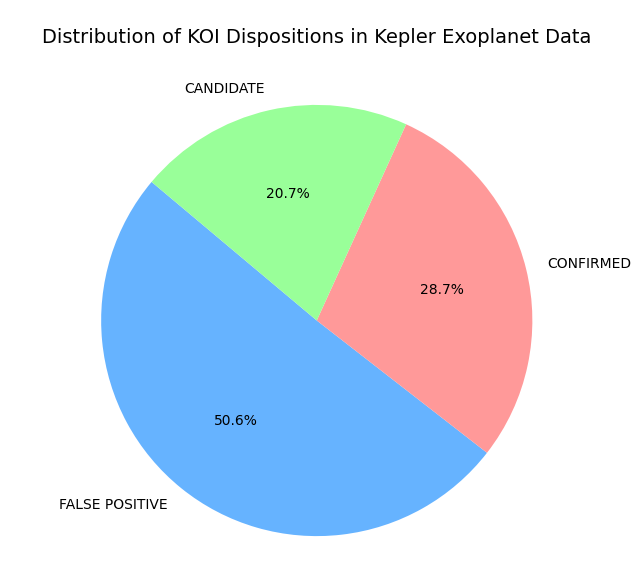 Distribution of KOI Dispositions in Kepler Exoplanet Data
CANDIDATE
20.7%
CONFIRMED
28.7%
50.6%
FALSE POSITIVE